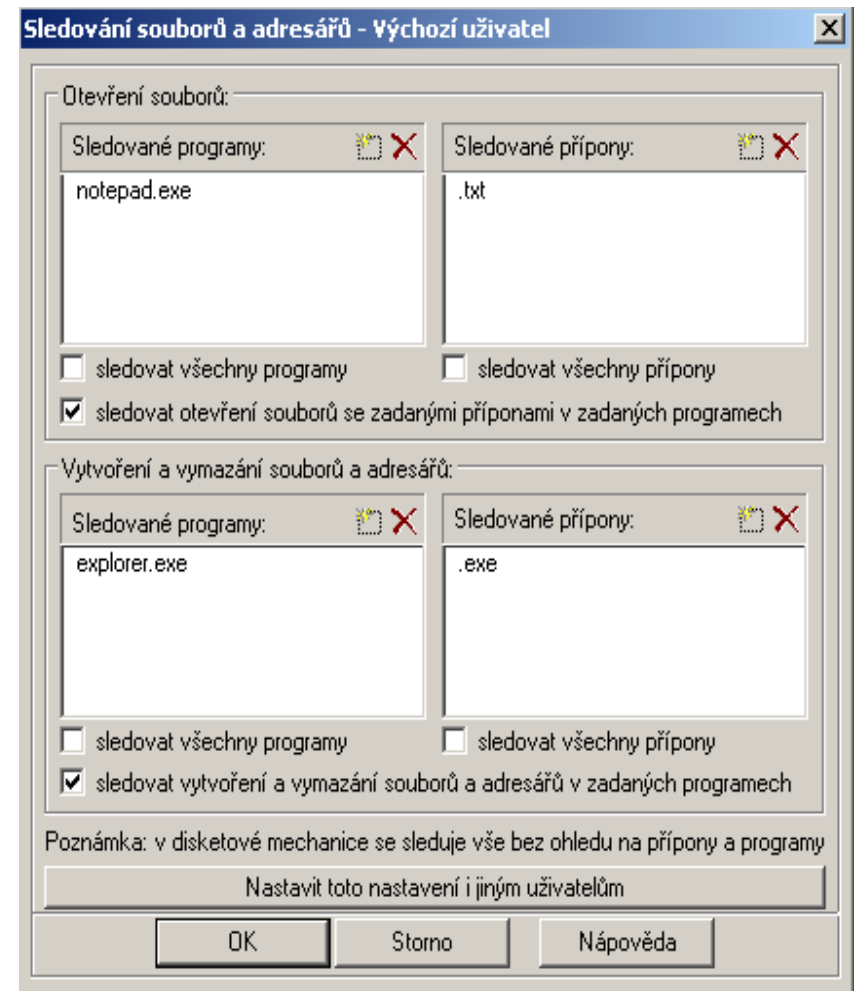 Sledování souborů a adresářů - Výchozí uživatel
Otevření souborů:
Sledované programy:
Sledované přípony:
notepad.exe
.txt
sledovat všechny programy
sledovat všechny přípony
sledovat otevření souborů se zadanými příponami v zadaných programech
Vytvoření a vymazání souborů a adresářů:
Sledované programy:
Sledované přípony:
explorer.exe
.exe
sledovat všechny programy
sledovat všechny přípony
sledovat vytvoření a vymazání souborů a adresářů v zadaných programech
Poznámka: v disketové mechanice se sleduje vše bez ohledu na přípony a programy
Nastavit toto nastavení i jiným uživatelům
OK
Storno
Nápověda